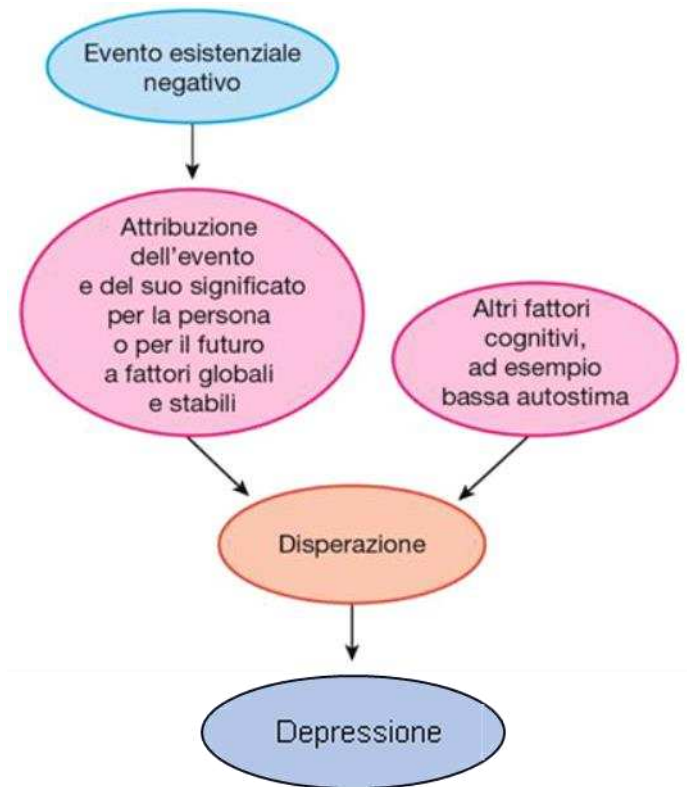 Evento esistenziale
negativo
Attribuzione
dell'evento
e del suo significato
per la persona
o per il futuro
a fattori globali
e stabili
Altri fattori
cognitivi,
ad esempio
bassa autostima
Disperazione
Depressione